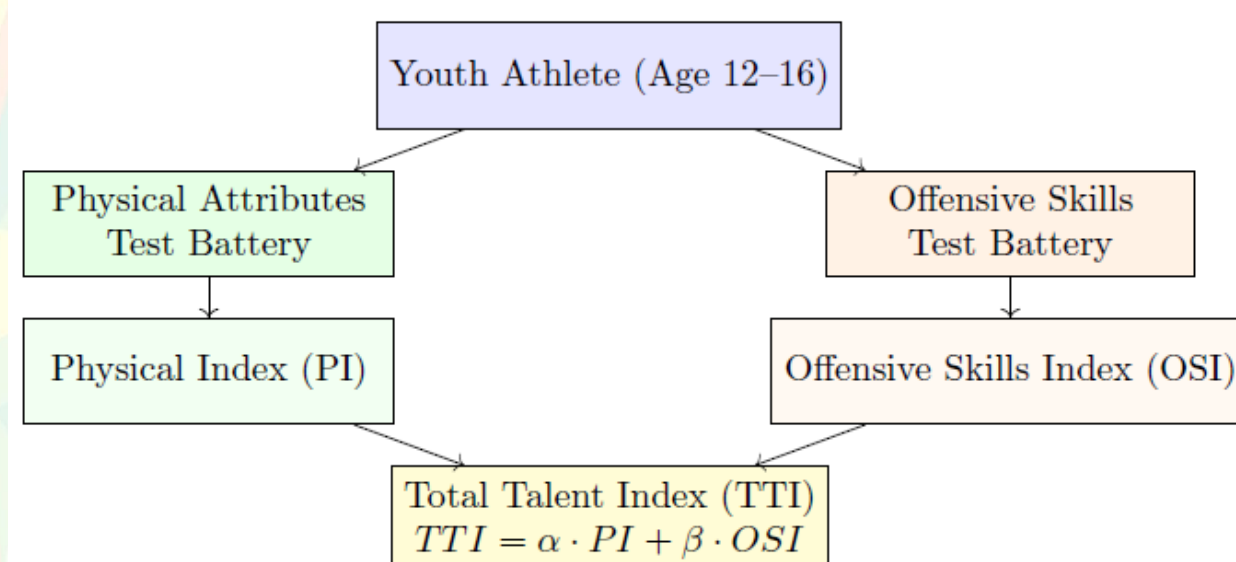 Youth Athlete (Age 12–16)
Physical Attributes
Test Battery
Offensive Skills
Test Battery
Physical Index (PI)
Offensive Skills Index (OSI)
Total Talent Index (TTI)
TTI = α · PI + β · OSI